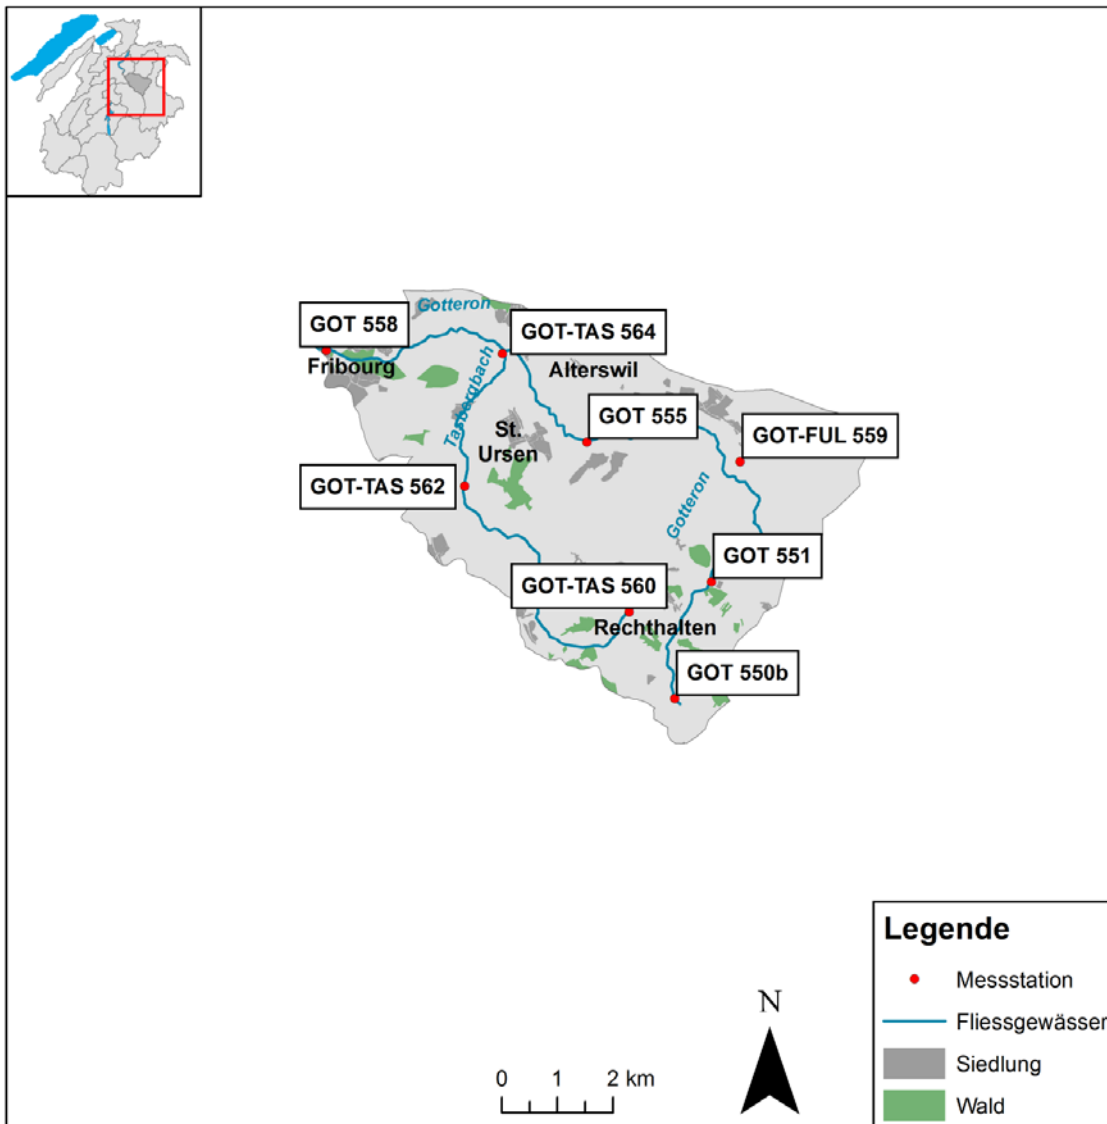 Gotteron
GOT 558
GOT-TAS 564
Fribourg
Alterswil
Tasbergbach
GOT 555
St.
Ursen
GOT-FUL 559
GOT-TAS 562
Gotteron
GOT 551
GOT-TAS 560
Rechthalten
GOT 550b
Legende
Messstation
N
Fliessgewässer
Siedlung
0 1 2 km
Wald